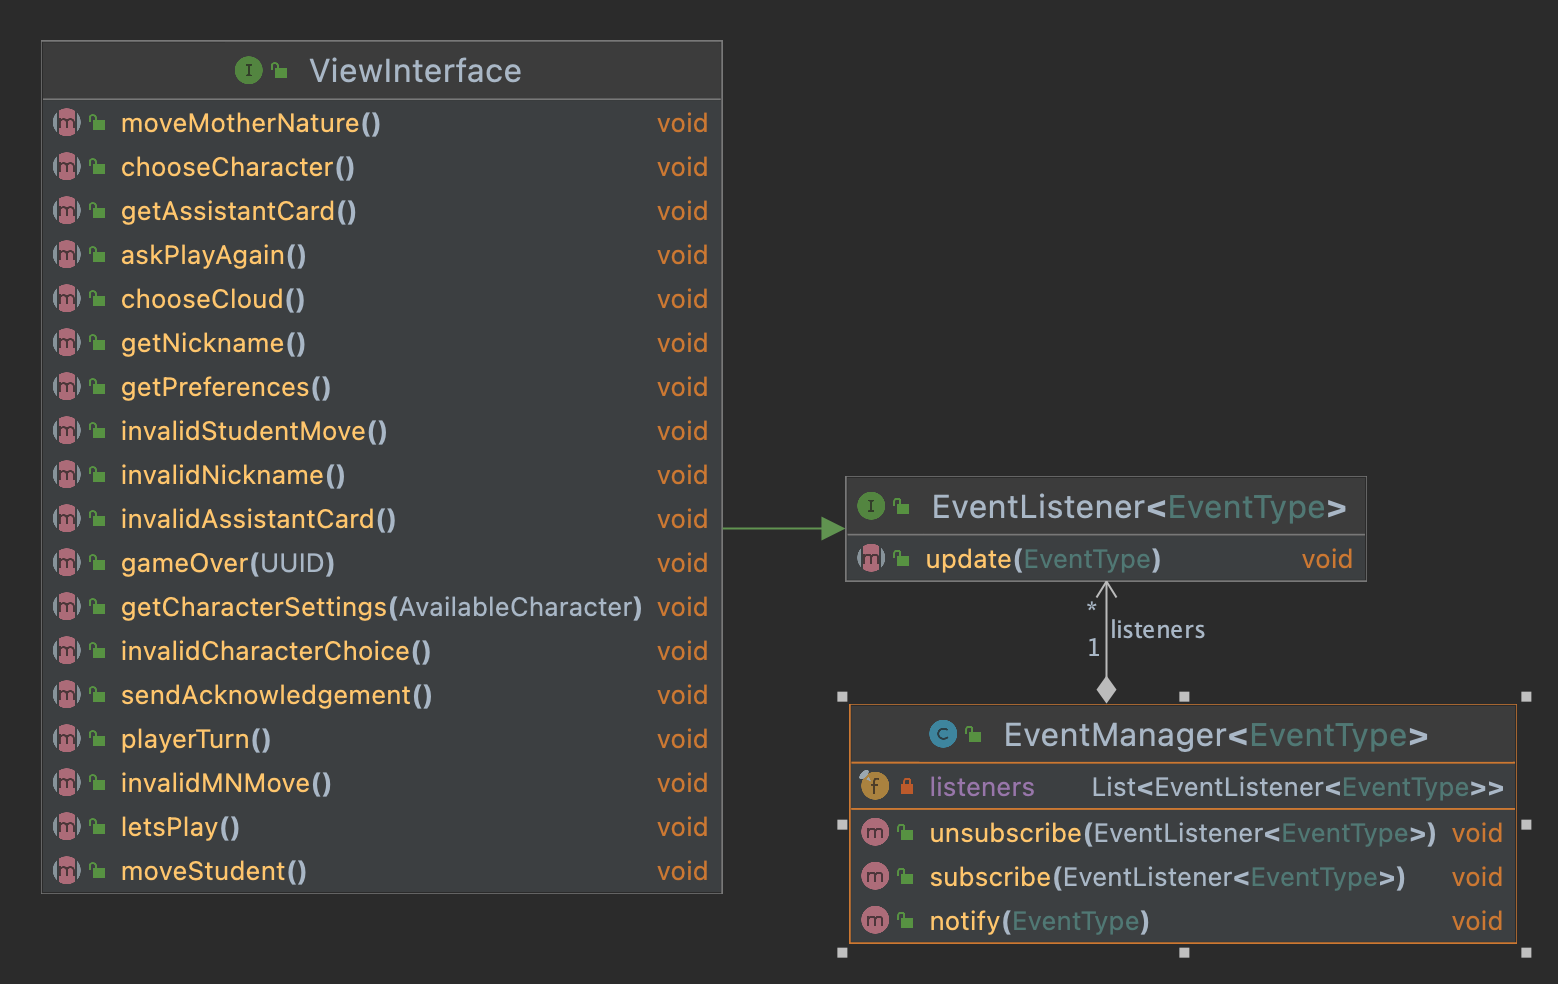 ViewInterface
moveMotherNature() void
chooseCharacter() void
getAssistantCard() void
askPlayAgain() void
chooseCloud() void
getNickname() void
getPreferences() void
invalidStudentMove() void
invalidNickname() void
invalidAssistantCard() void
gameOver(UUID) void
getCharacterSettings(AvailableCharacter) void
invalidCharacterChoice() void
sendAcknowledgement() void
playerTurn() void
invalidMNMove() void
letsPlay() void
moveStudent() void
EventListener<EventType>
update(EventType) void
*
listeners
1
EventManager<EventType>
listeners List<EventListener<EventType>>
unsubscribe(EventListener<EventType>) void
subscribe(EventListener<EventType>) void
notify(EventType) void